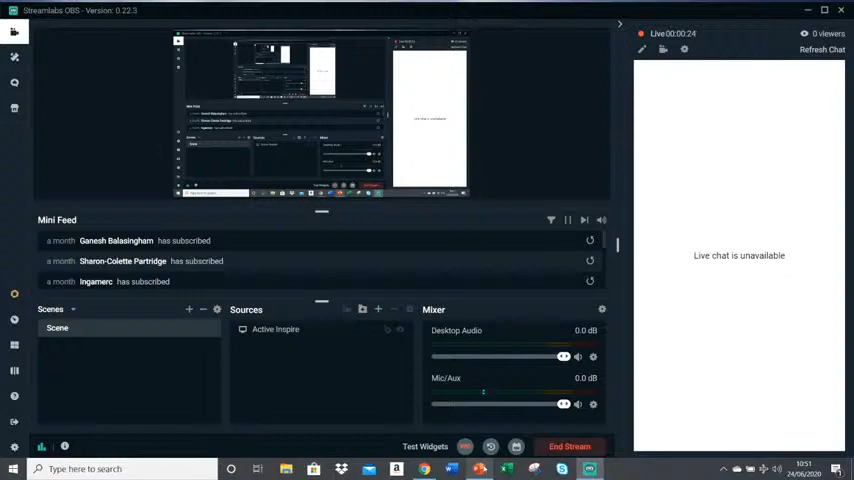 Streamlabs OBS - Version: 0.22.3
Live 00:00:24
0 viewers
Refresh Chat
Live chat is unavailable
Mini Feed
a month Ganesh Balasingham has subscribed
a month Sharon-Colette Partridge has subscribed
a month Ingamerc has subscribed
Scenes
Scene
Sources
Active Inspire
Mixer
Desktop Audio 0.0 dB
Mic/Aux 0.0 dB
Test Widgets
REC
End Stream
Type here to search
10:51
24/06/2020